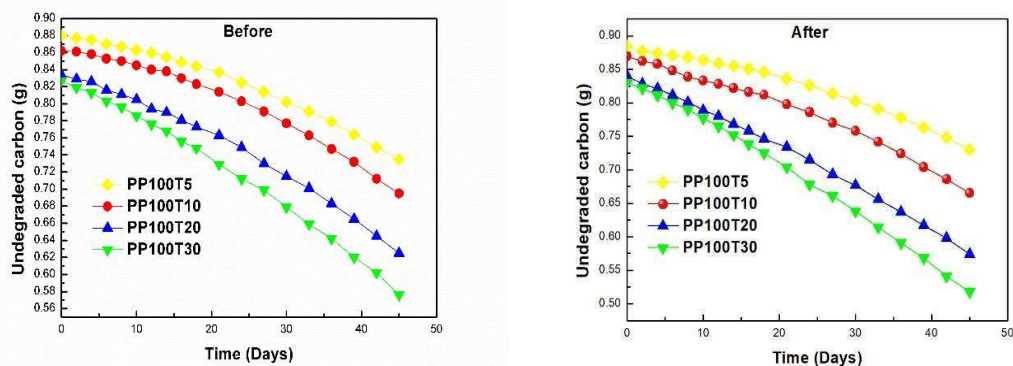 Before
Undegraded carbon (g)
0.90
0.88
0.86
0.84
0.82
0.80
0.78
0.76
0.74
0.72
0.70
0.68
0.66
0.64
0.62
0.60
0.58
0.56
PP100T5
PP100T10
PP100T20
PP100T30
0 10 20 30 40 50
Time (Days)
After
Undegraded carbon (g)
0.90
0.85
0.80
0.75
0.70
0.65
0.60
0.55
0.50
PP100T5
PP100T10
PP100T20
PP100T30
0 10 20 30 40 50
Time (Days)